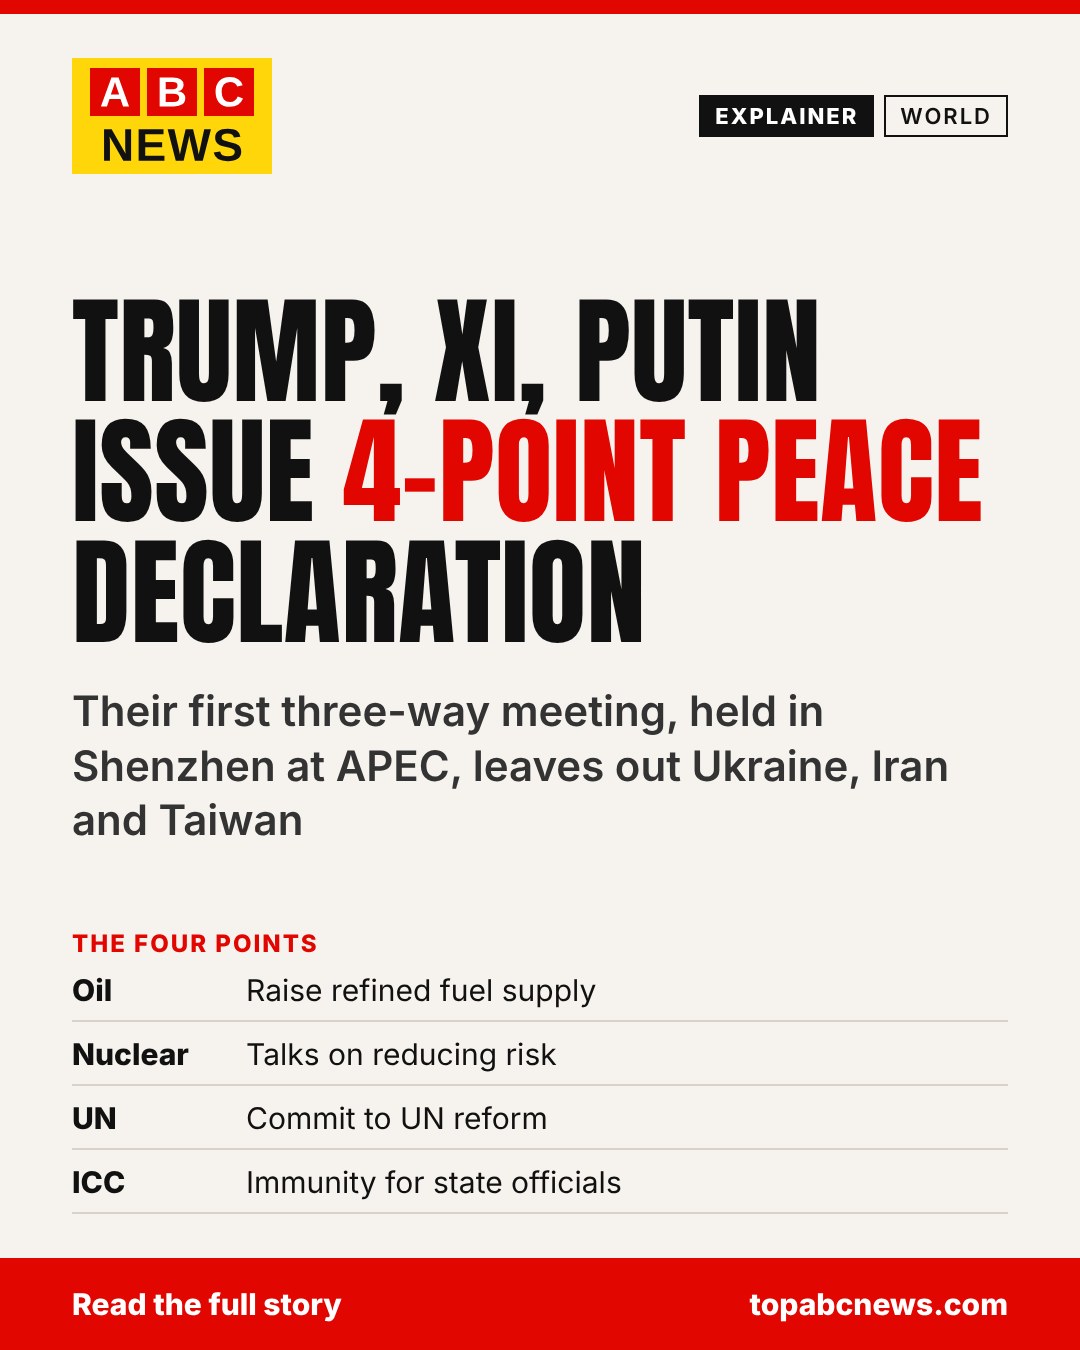 A B C
NEWS
EXPLAINER WORLD
TRUMP, XI, PUTIN
ISSUE 4-POINT PEACE
DECLARATION
Their first three-way meeting, held in
Shenzhen at APEC, leaves out Ukraine, Iran
and Taiwan
THE FOUR POINTS
Oil Raise refined fuel supply
Nuclear Talks on reducing risk
UN Commit to UN reform
ICC Immunity for state officials
Read the full story topabcnews.com